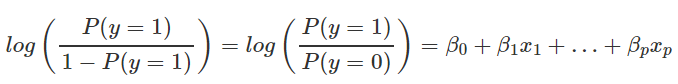 log(P(y = 1) / 1 − P(y = 1)) = log(P(y = 1) / P(y = 0)) = β₀ + β₁x₁ + … + βₚxₚ